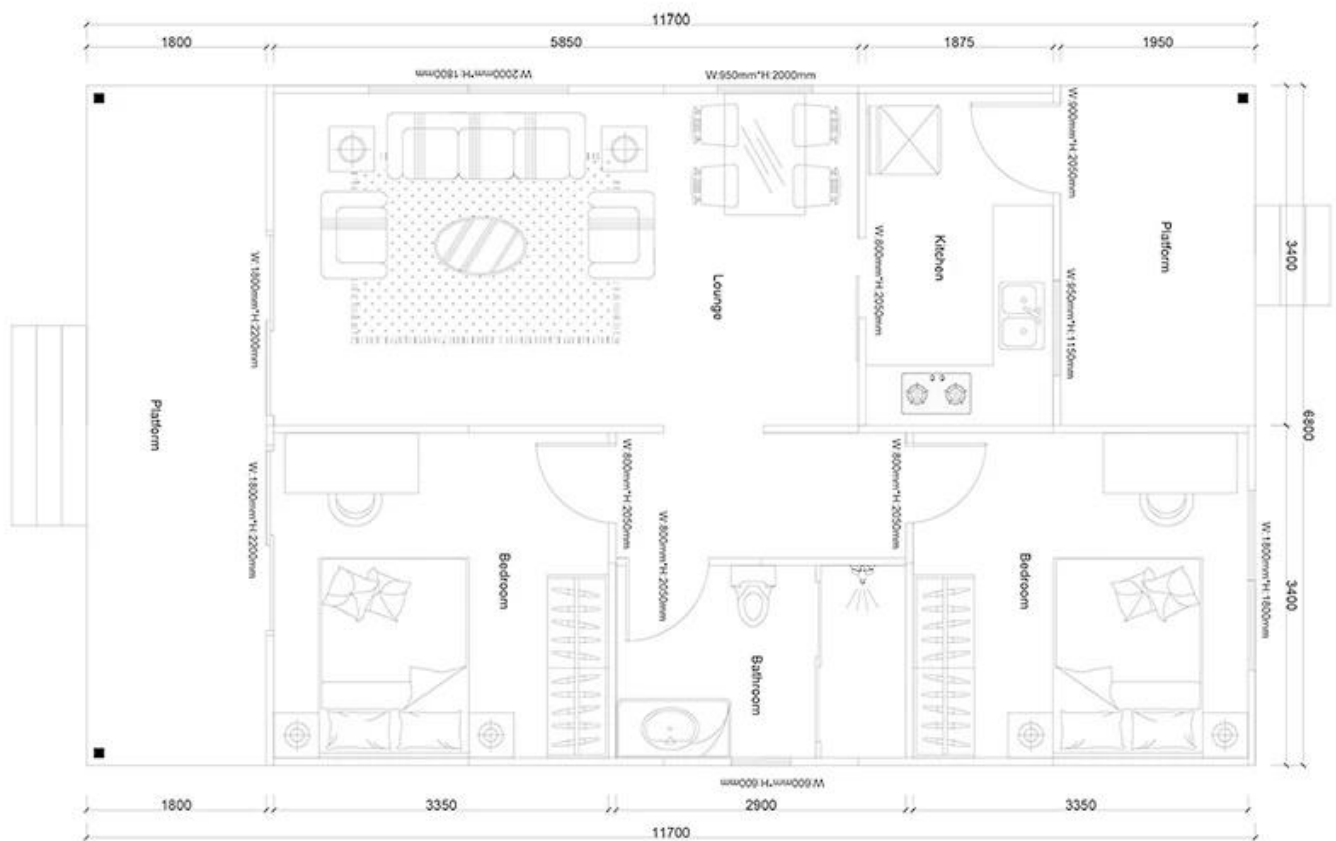 11700
1800
5850
1875
1950
W:2000mm*H:1800mm
W:950mm*H:2000mm
W:900mm*H:2050mm
W:1800mm*H:2200mm
Lounge
W:800mm*H:2050mm
Kitchen
W:950mm*H:1150mm
Platform
3400
6800
Platform
W:1800mm*H:2200mm
Bedroom
W:800mm*H:2050mm
W:800mm*H:2050mm
Bathroom
W:800mm*H:2050mm
Bedroom
W:1800mm*H:1800mm
3400
W:600mm*H:600mm
1800
3350
2900
3350
11700